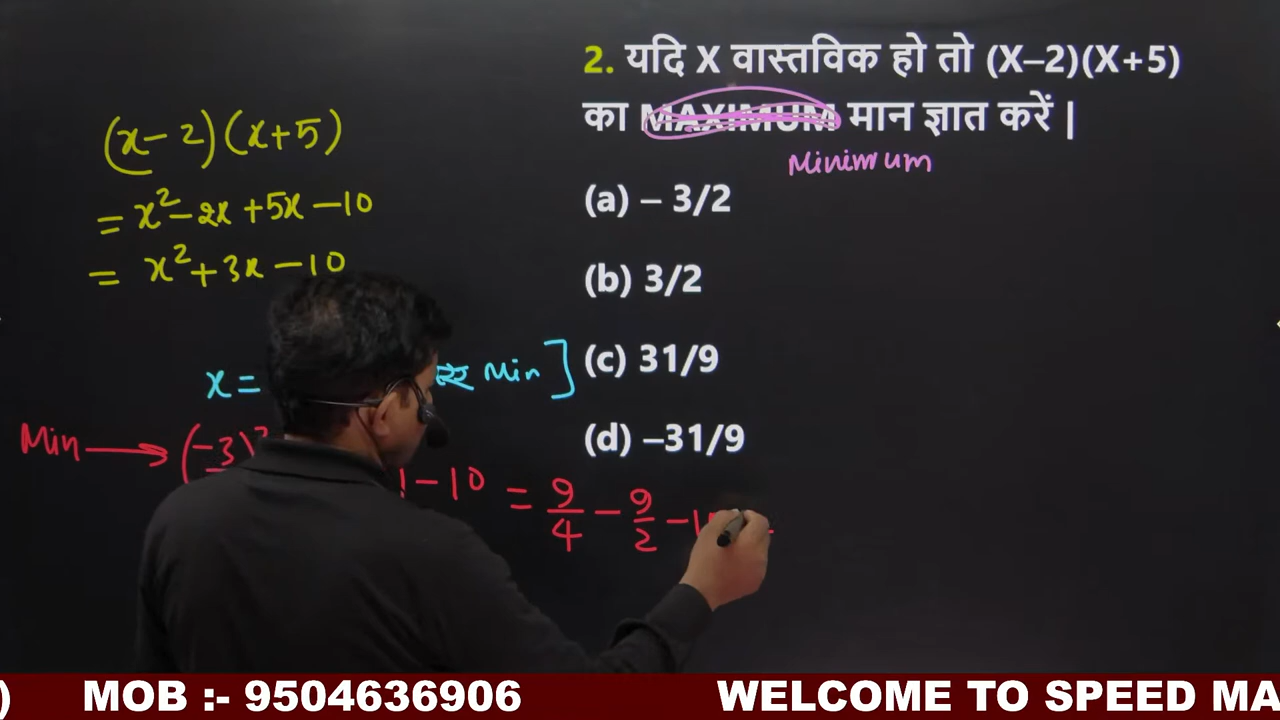 2. यदि X वास्तविक हो तो (X–2)(X+5)
का MAXIMUM मान ज्ञात करें |
Minimum
(a) – 3/2
(b) 3/2
(c) 31/9
(d) –31/9
(x-2)(x+5)
= x²-2x+5x-10
= x²+3x-10
x= Min ]
Min → (-3)
-10 = 9/4 - 9/2 -
) MOB :- 9504636906 WELCOME TO SPEED MA